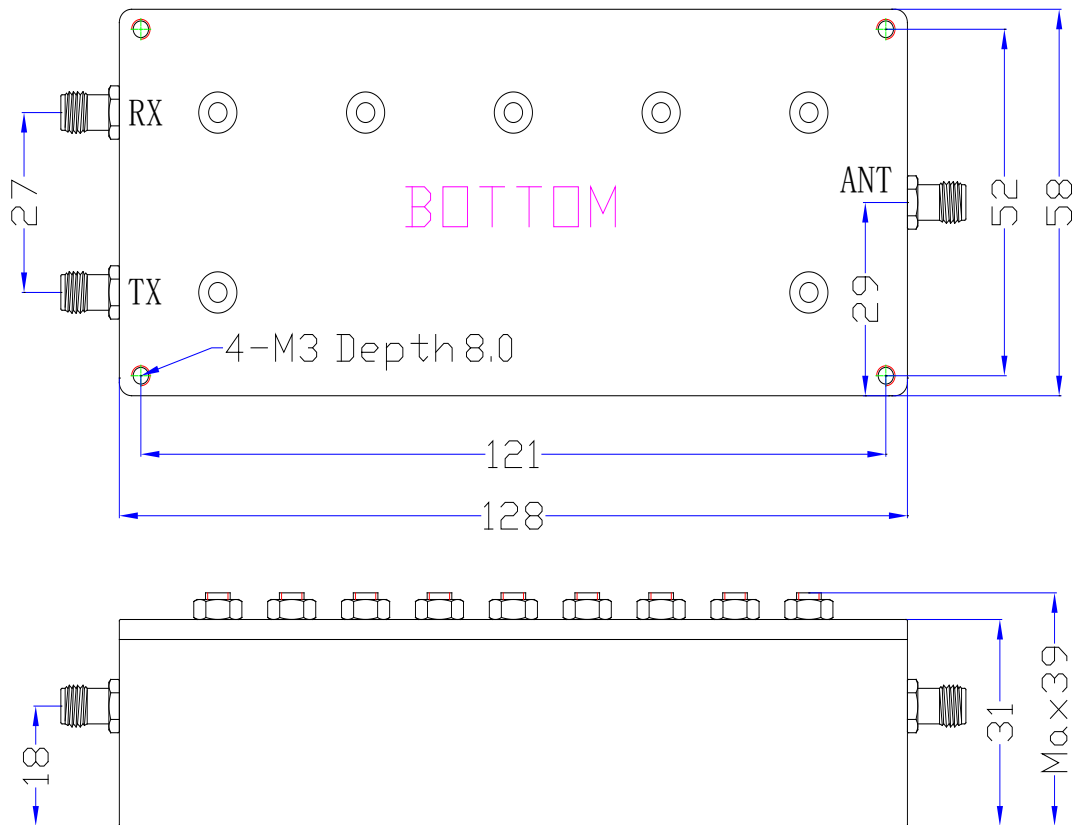 RX
ANT
27
BOTTOM
52
58
TX
29
4-M3 Depth 8.0
121
128
18
31
Max39